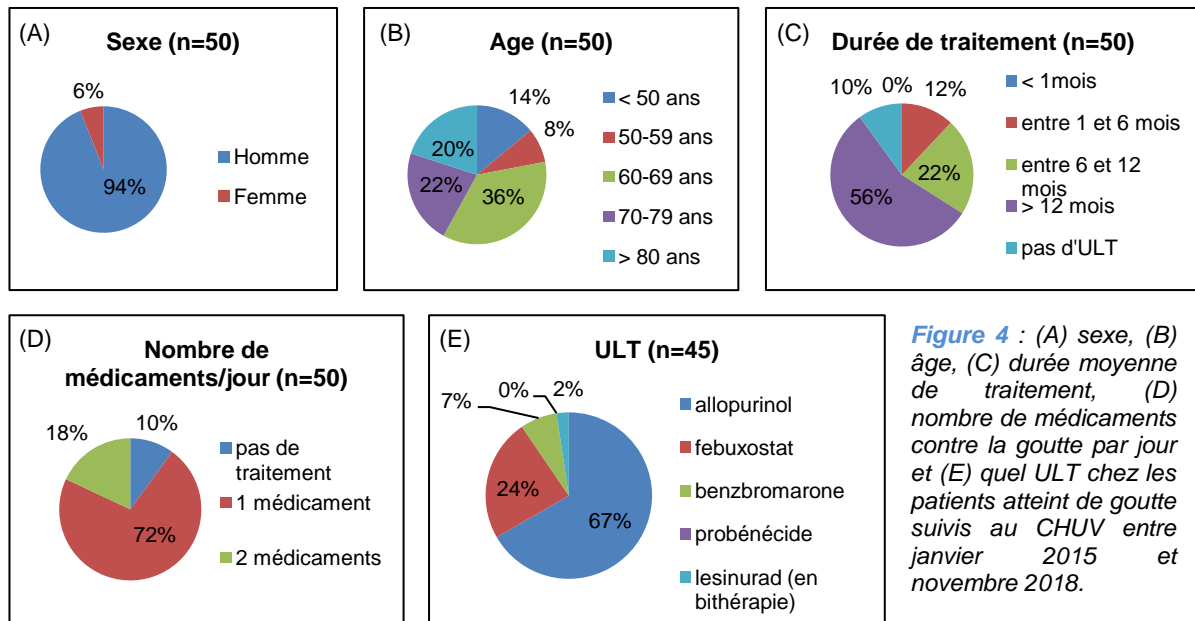 (A)
Sexe (n=50)
6%
94%
Homme
Femme
(B)
Age (n=50)
14%
8%
36%
22%
20%
< 50 ans
50-59 ans
60-69 ans
70-79 ans
> 80 ans
(C)
Durée de traitement (n=50)
10%
0%
12%
22%
56%
< 1mois
entre 1 et 6 mois
entre 6 et 12
mois
> 12 mois
pas d'ULT
(D)
Nombre de
médicaments/jour (n=50)
18%
10%
72%
pas de
traitement
1 médicament
2 médicaments
(E)
ULT (n=45)
7%
0%
2%
24%
67%
allopurinol
febuxostat
benzbromarone
probénécide
lesinurad (en
bithérapie)
Figure 4 : (A) sexe, (B)
âge, (C) durée moyenne
de traitement, (D)
nombre de médicaments
contre la goutte par jour
et (E) quel ULT chez les
patients atteint de goutte
suivis au CHUV entre
janvier 2015 et
novembre 2018.